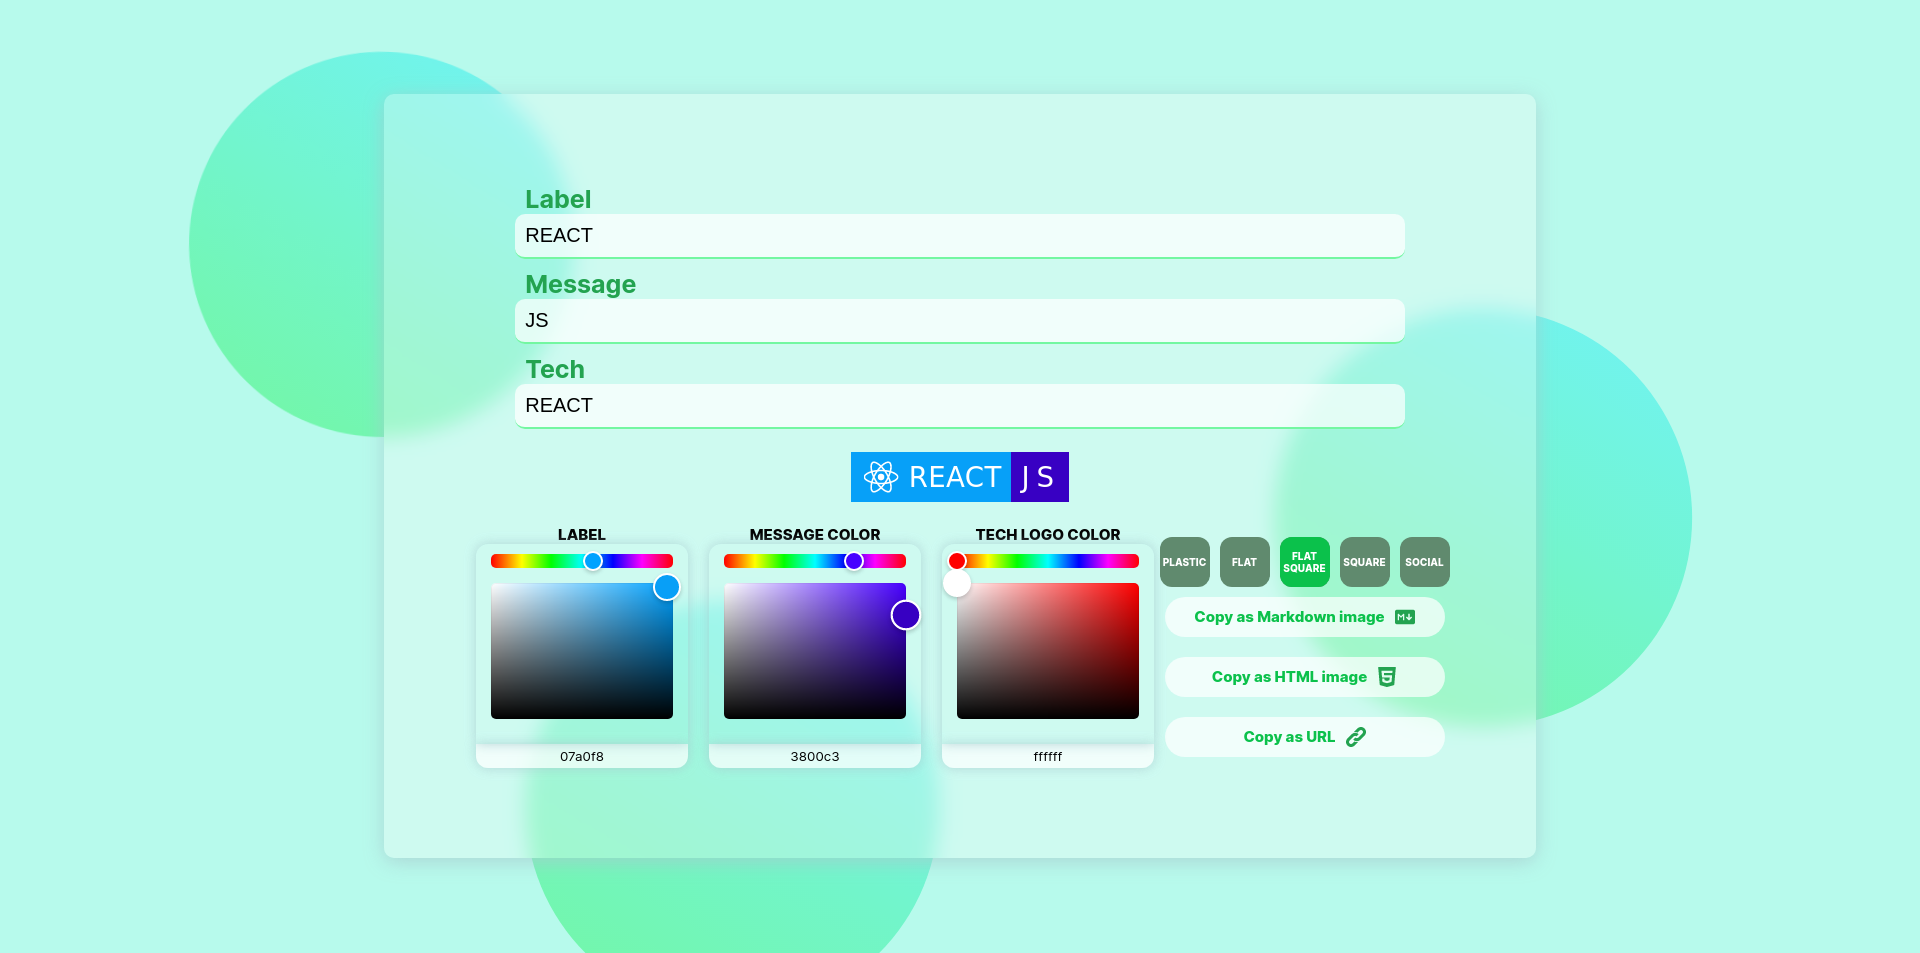 Label
REACT
Message
JS
Tech
REACT
REACT JS
LABEL
07a0f8
MESSAGE COLOR
3800c3
TECH LOGO COLOR
ffffff
PLASTIC
FLAT
FLAT
SQUARE
SQUARE
SOCIAL
Copy as Markdown image
Copy as HTML image
Copy as URL